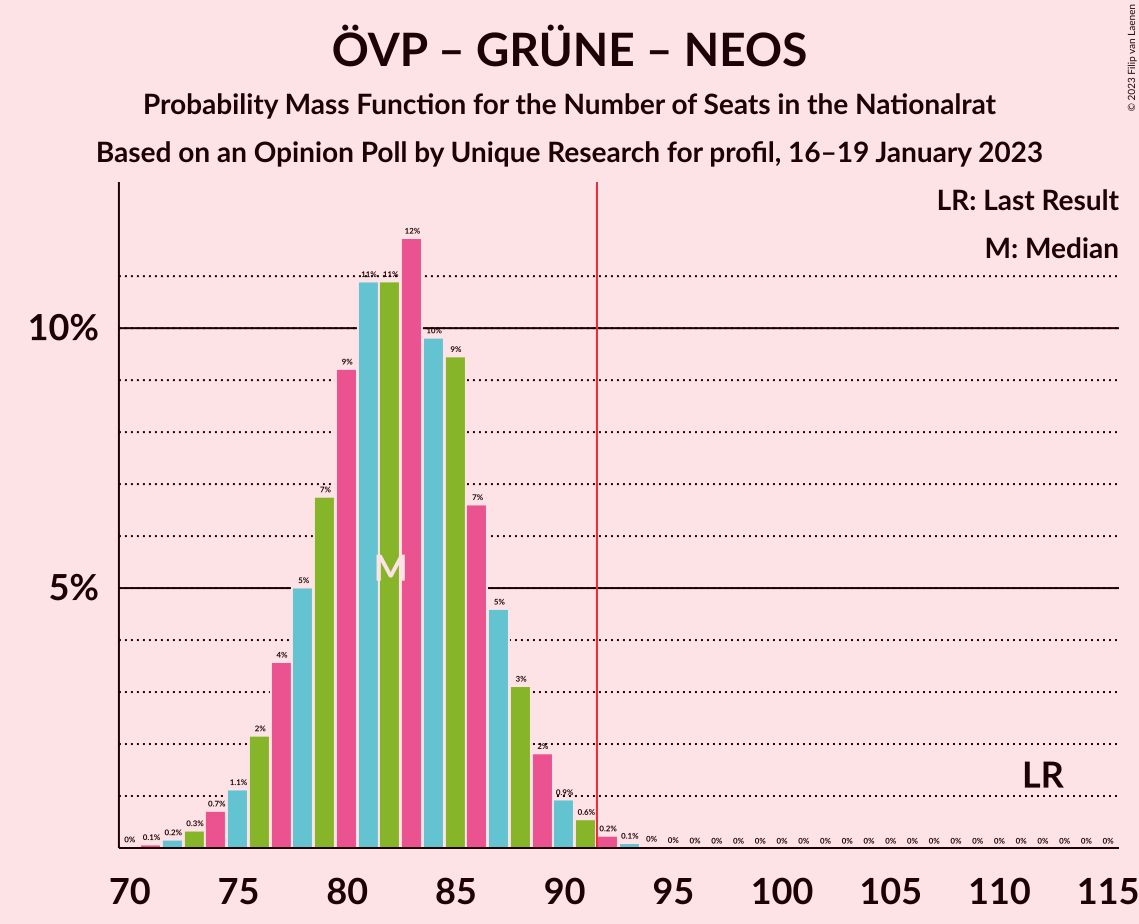 ÖVP – GRÜNE – NEOS
Probability Mass Function for the Number of Seats in the Nationalrat
Based on an Opinion Poll by Unique Research for profil, 16–19 January 2023
© 2023 Filip van Laenen
LR: Last Result
M: Median
10%
5%
0% 0.1% 0.2% 0.3% 0.7% 1.1% 2% 4% 5% 7% 9% 11% 11% 12% 10% 9% 7% 5% 3% 2% 0.9% 0.6% 0.2% 0.1% 0% 0% 0% 0% 0% 0% 0% 0% 0% 0% 0% 0% 0% 0% 0% 0% 0% 0% 0% 0% 0% 0%
M
LR
70 75 80 85 90 95 100 105 110 115